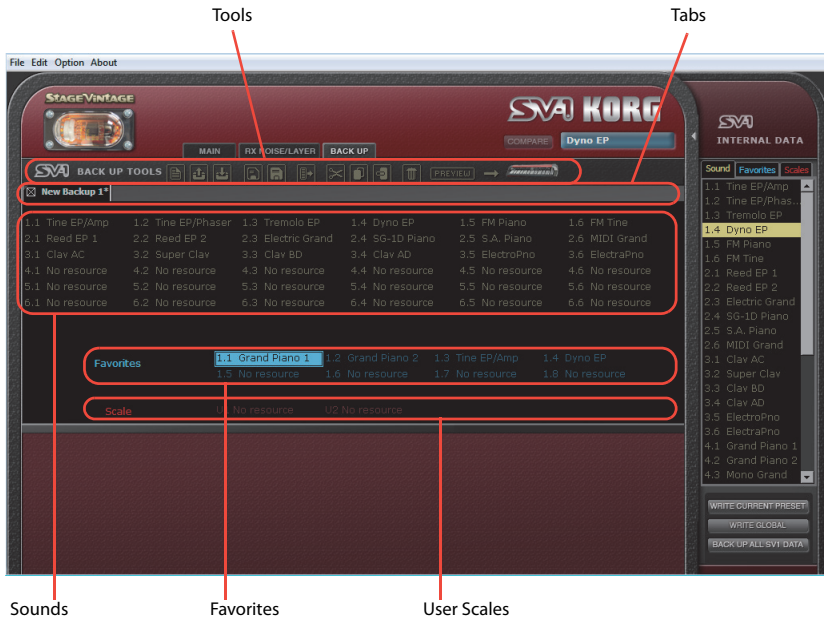 Tools
Tabs
File Edit Option About
STAGEVINTAGE
SV1 KORG
MAIN
RX NOISE/LAYER
BACK UP
COMPARE
Dyno EP
SV1 BACK UP TOOLS
PREVIEW
New Backup 1*
1.1 Tine EP/Amp 1.2 Tine EP/Phaser 1.3 Tremolo EP 1.4 Dyno EP 1.5 FM Piano 1.6 FM Tine
2.1 Reed EP 1 2.2 Reed EP 2 2.3 Electric Grand 2.4 SG-1D Piano 2.5 S.A. Piano 2.6 MIDI Grand
3.1 Clav AC 3.2 Super Clav 3.3 Clav BD 3.4 Clav AD 3.5 ElectroPno 3.6 ElectraPno
4.1 No resource 4.2 No resource 4.3 No resource 4.4 No resource 4.5 No resource 4.6 No resource
5.1 No resource 5.2 No resource 5.3 No resource 5.4 No resource 5.5 No resource 5.6 No resource
6.1 No resource 6.2 No resource 6.3 No resource 6.4 No resource 6.5 No resource 6.6 No resource
Favorites
1.1 Grand Piano 1 1.2 Grand Piano 2 1.3 Tine EP/Amp 1.4 Dyno EP
1.5 No resource 1.6 No resource 1.7 No resource 1.8 No resource
Scale
U1 No resource U2 No resource
SV1
INTERNAL DATA
Sound Favorites Scales
1.1 Tine EP/Amp
1.2 Tine EP/Phas...
1.3 Tremolo EP
1.4 Dyno EP
1.5 FM Piano
1.6 FM Tine
2.1 Reed EP 1
2.2 Reed EP 2
2.3 Electric Grand
2.4 SG-1D Piano
2.5 S.A. Piano
2.6 MIDI Grand
3.1 Clav AC
3.2 Super Clav
3.3 Clav BD
3.4 Clav AD
3.5 ElectroPno
3.6 ElectraPno
4.1 Grand Piano 1
4.2 Grand Piano 2
4.3 Mono Grand
WRITE CURRENT PRESET
WRITE GLOBAL
BACK UP ALL SV1 DATA
Sounds
Favorites
User Scales